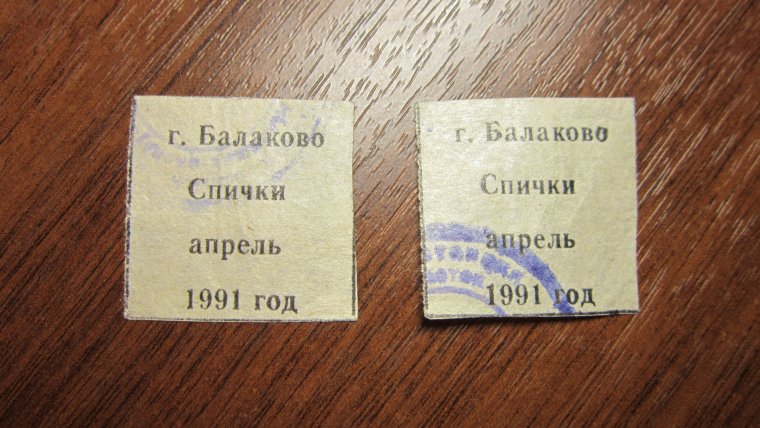 г. Балаково
Спички
апрель
1991 год
г. Балаково
Спички
апрель
1991 год